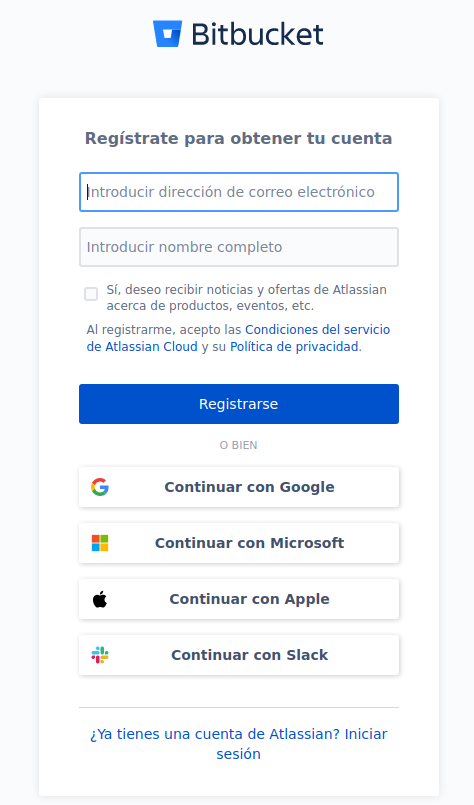 Bitbucket
Regístrate para obtener tu cuenta
Introducir dirección de correo electrónico
Introducir nombre completo
Sí, deseo recibir noticias y ofertas de Atlassian
acerca de productos, eventos, etc.
Al registrarme, acepto las Condiciones del servicio
de Atlassian Cloud y su Política de privacidad.
Registrarse
O BIEN
Continuar con Google
Continuar con Microsoft
Continuar con Apple
Continuar con Slack
¿Ya tienes una cuenta de Atlassian? Iniciar
sesión